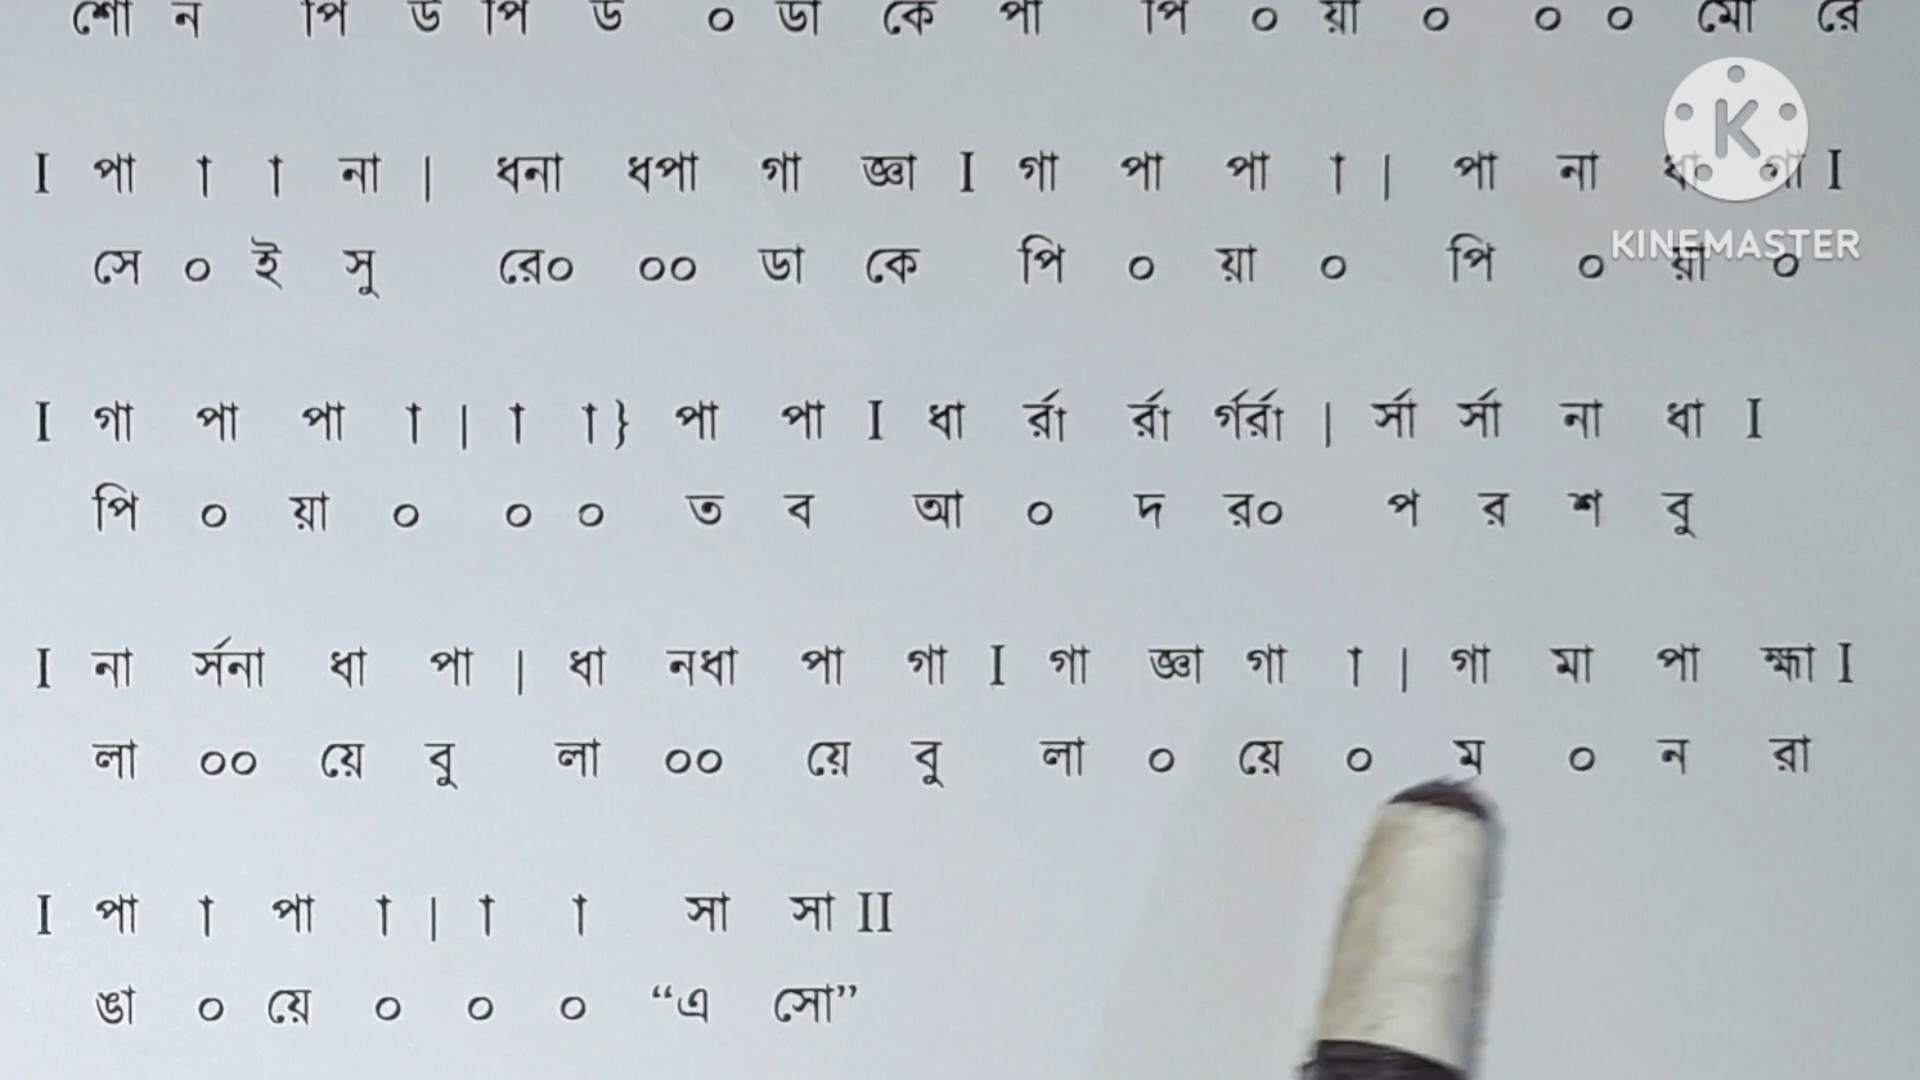 শো ন পি উ পি উ ০ ডা কে পা পি ০ য়া ০ ০ ০ মো রে
I পা া া না | ধনা ধপা গা জ্ঞা I গা পা পা া | পা না ধা গা I
সে ০ ই সু রে০ ০০ ডা কে পি ০ য়া ০ পি ০ য়া ০
KINEMASTER
I গা পা পা া | া া} পা পা I ধা র্রা র্রা র্গর্রা | র্সা র্সা না ধা I
পি ০ য়া ০ ০ ০ ত ব আ ০ দ র০ প র শ বু
I না র্সনা ধা পা | ধা নধা পা গা I গা জ্ঞা গা া | গা মা পা হ্মা I
লা ০০ য়ে বু লা ০০ য়ে বু লা ০ য়ে ০ ম ০ ন রা
I পা া পা া | া া সা সা II
ঙা ০ য়ে ০ ০ ০ “এ সো”